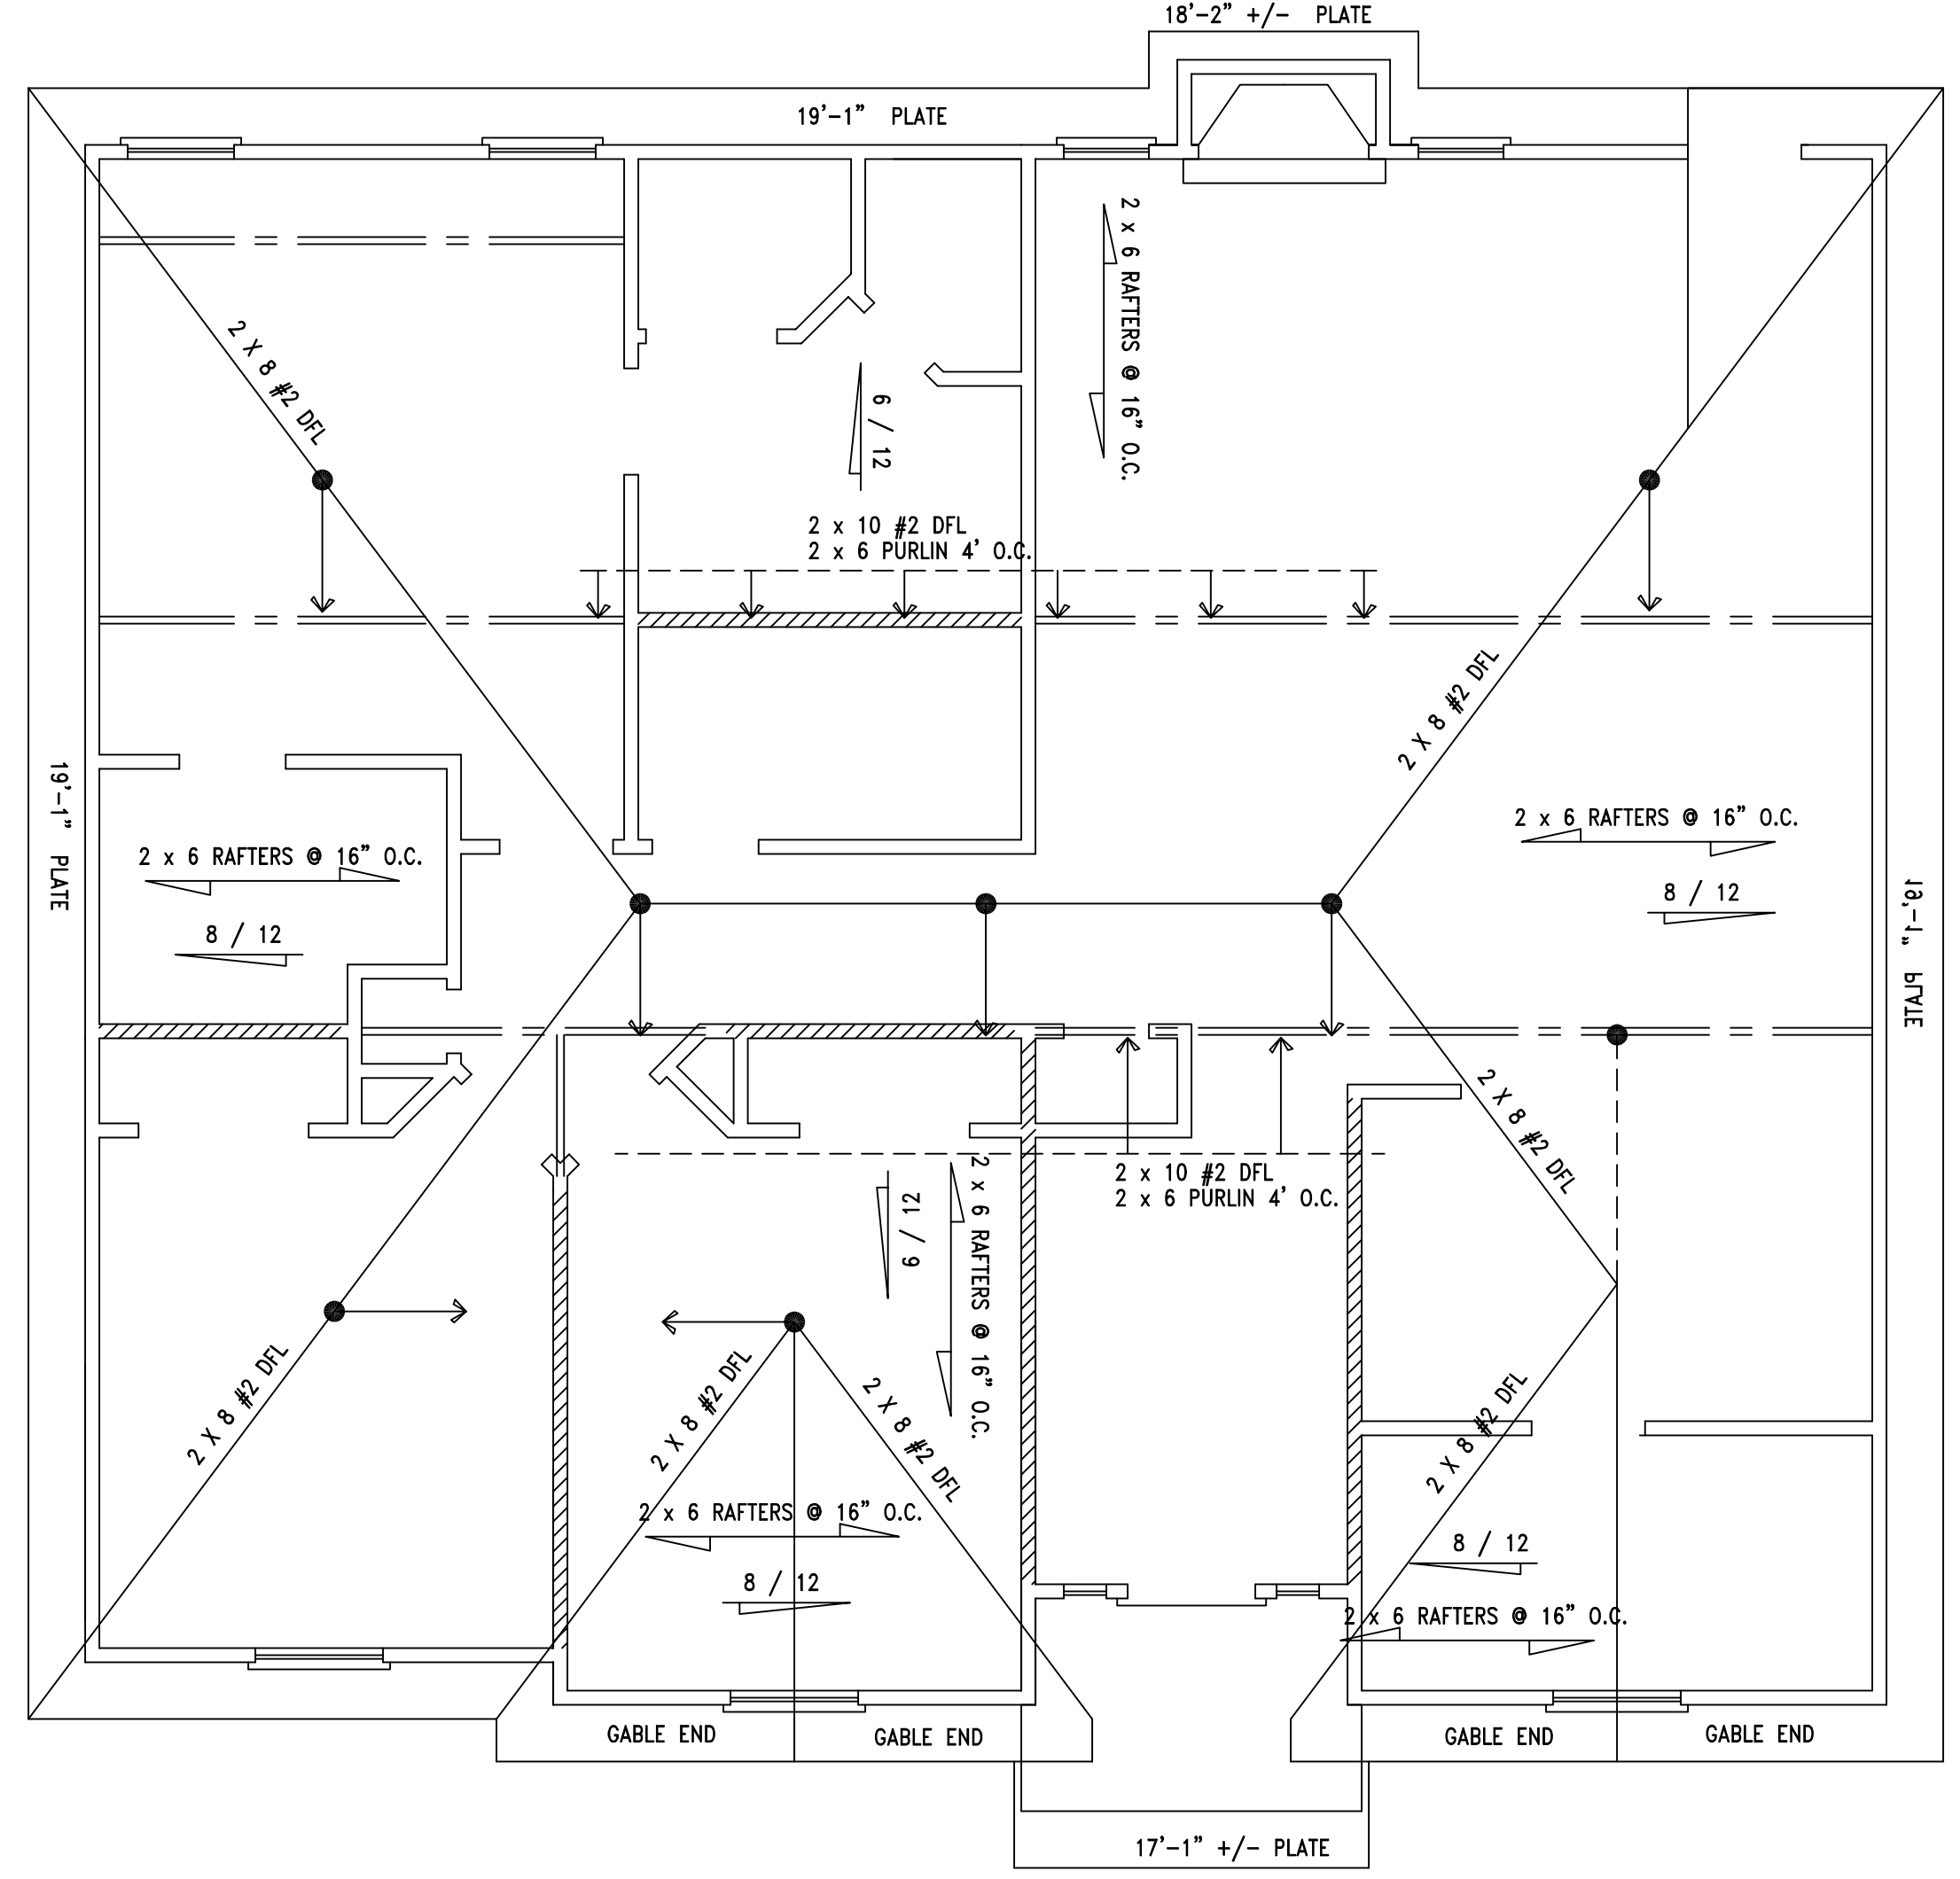 18'-2" +/- PLATE
19'-1" PLATE
2 x 6 RAFTERS @ 16" O.C.
2 X 8 #2 DFL
6 / 12
2 x 10 #2 DFL
2 x 6 PURLIN 4' O.C.
2 X 8 #2 DFL
19'-1" PLATE
2 x 6 RAFTERS @ 16" O.C.
8 / 12
2 x 6 RAFTERS @ 16" O.C.
8 / 12
19'-1" PLATE
2 X 8 #2 DFL
2 x 10 #2 DFL
2 x 6 PURLIN 4' O.C.
6 / 12
2 x 6 RAFTERS @ 16" O.C.
2 X 8 #2 DFL
2 X 8 #2 DFL
2 X 8 #2 DFL
2 X 8 #2 DFL
2 x 6 RAFTERS @ 16" O.C.
8 / 12
8 / 12
2 x 6 RAFTERS @ 16" O.C.
GABLE END
GABLE END
GABLE END
GABLE END
17'-1" +/- PLATE